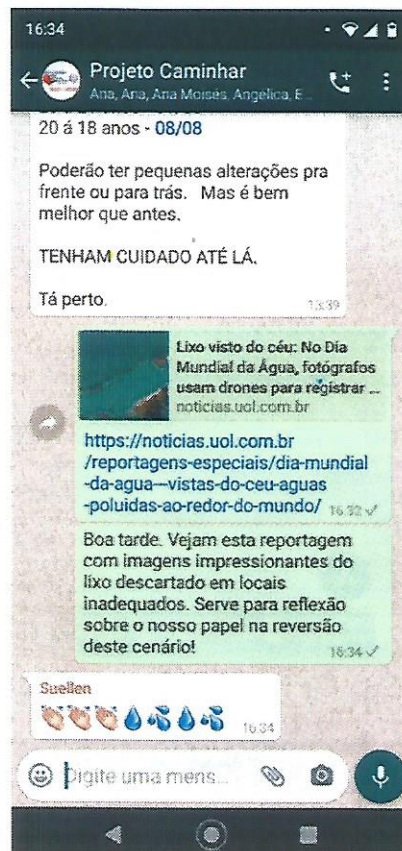 16:34
Projeto Caminhar
Ana, Ana, Ana Moisés, Angelica, E...
20 á 18 anos - 08/08
Poderão ter pequenas alterações pra
frente ou para trás. Mas é bem
melhor que antes.
TENHAM CUIDADO ATÉ LÁ.
Tá perto.
13:39
Lixo visto do céu: No Dia
Mundial da Água, fotógrafos
usam drones para registrar ...
noticias.uol.com.br
https://noticias.uol.com.br
/reportagens-especiais/dia-mundial
-da-agua---vistas-do-ceu-aguas
-poluidas-ao-redor-do-mundo/ 16:32
Boa tarde. Vejam esta reportagem
com imagens impressionantes do
lixo descartado em locais
inadequados. Serve para reflexão
sobre o nosso papel na reversão
deste cenário!
16:34
Suellen
👏🏻👏🏻👏🏻💧💦💧💦 16:34
Digite uma mens...